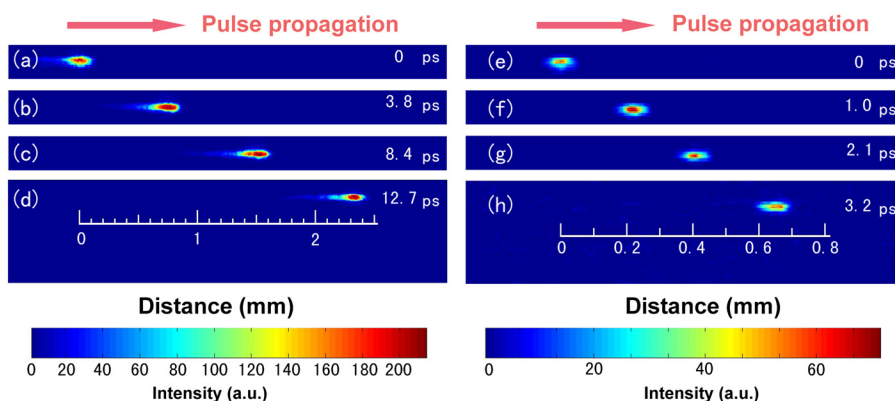 Pulse propagation
(a) 0 ps
(b) 3.8 ps
(c) 8.4 ps
(d) 12.7 ps
0 1 2
Distance (mm)
0 20 40 60 80 100 120 140 160 180 200
Intensity (a.u.)
Pulse propagation
(e) 0 ps
(f) 1.0 ps
(g) 2.1 ps
(h) 3.2 ps
0 0.2 0.4 0.6 0.8
Distance (mm)
0 20 40 60
Intensity (a.u.)